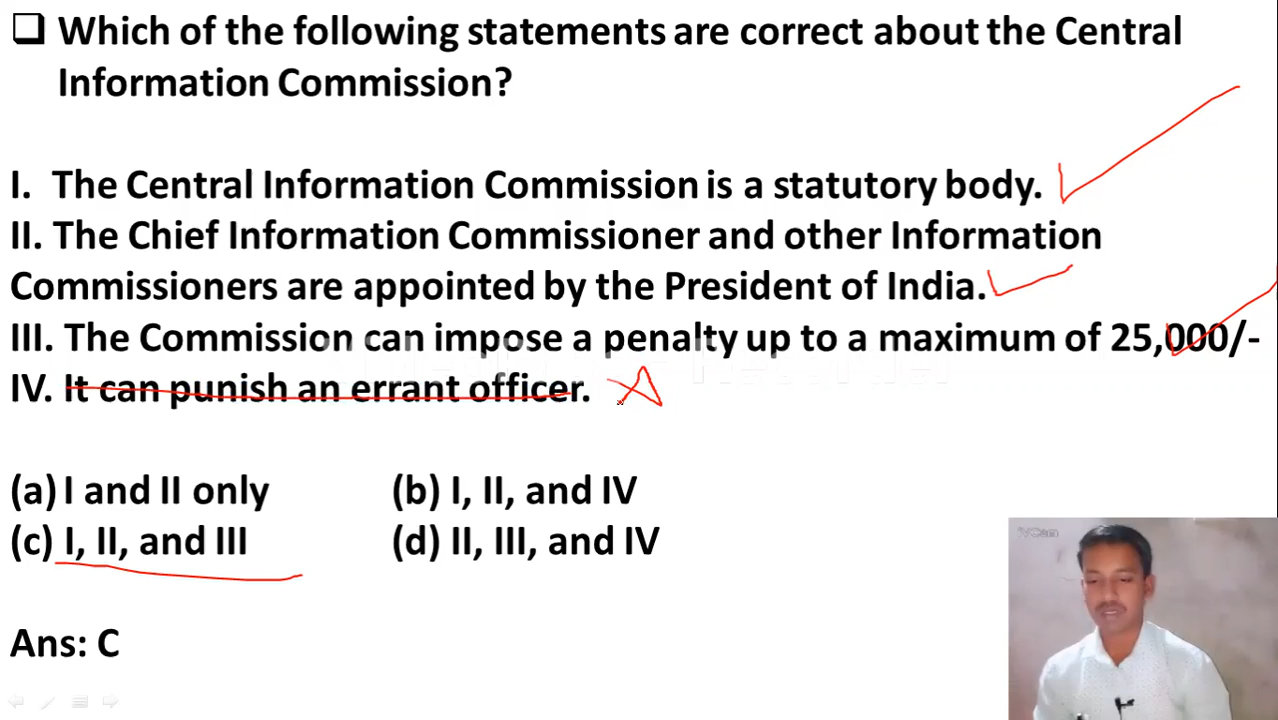 Which of the following statements are correct about the Central
Information Commission?
I. The Central Information Commission is a statutory body.
II. The Chief Information Commissioner and other Information
Commissioners are appointed by the President of India.
III. The Commission can impose a penalty up to a maximum of 25,000/-
IV. It can punish an errant officer.
(a) I and II only (b) I, II, and IV
(c) I, II, and III (d) II, III, and IV
iVCam
Ans: C